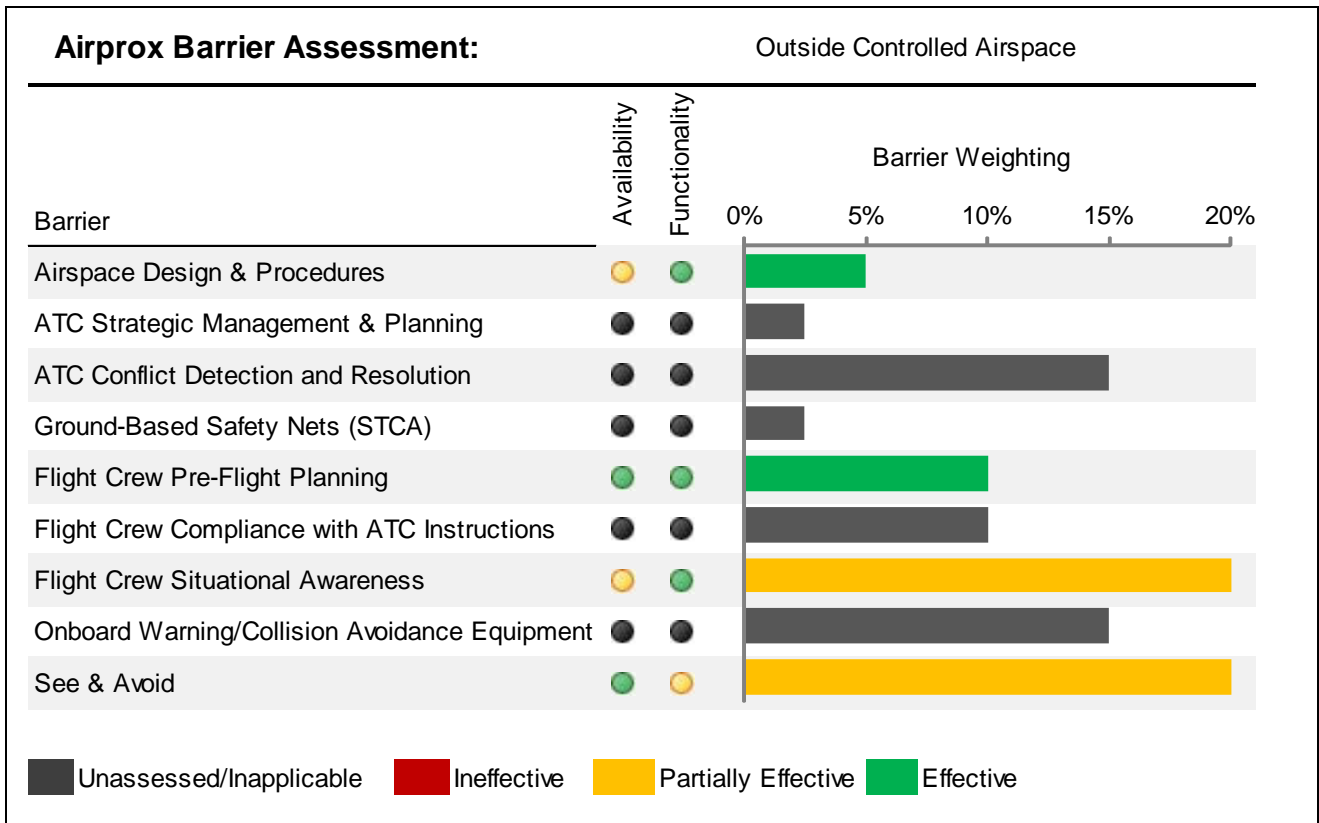 Airprox Barrier Assessment: Outside Controlled Airspace
Availability
Functionality
Barrier Weighting
Barrier
0% 5% 10% 15% 20%
Airspace Design & Procedures
ATC Strategic Management & Planning
ATC Conflict Detection and Resolution
Ground-Based Safety Nets (STCA)
Flight Crew Pre-Flight Planning
Flight Crew Compliance with ATC Instructions
Flight Crew Situational Awareness
Onboard Warning/Collision Avoidance Equipment
See & Avoid
Unassessed/Inapplicable Ineffective Partially Effective Effective